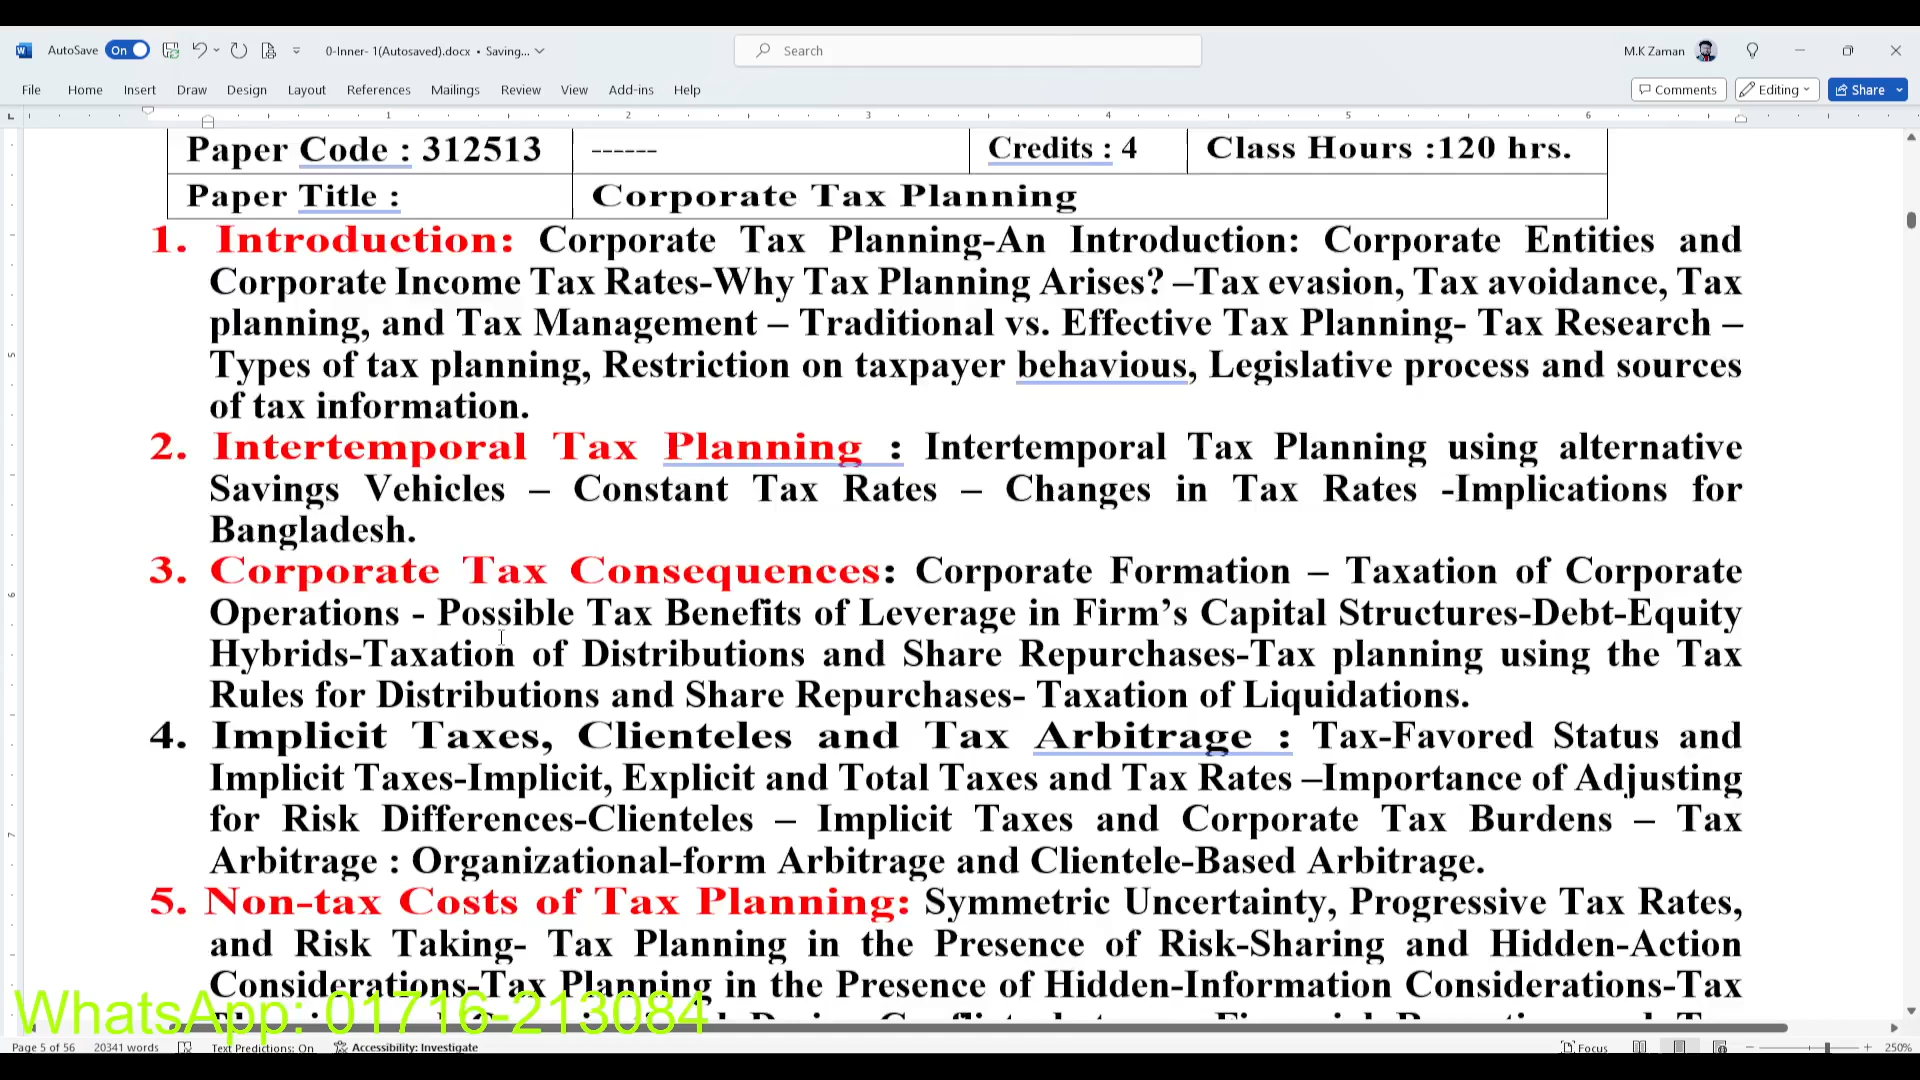 AutoSave On 0-Inner- 1(Autosaved).docx • Saving... Search M.K Zaman
File Home Insert Draw Design Layout References Mailings Review View Add-ins Help Comments Editing Share
1 2 3 4 5 6
Paper Code : 312513 ------ Credits : 4 Class Hours :120 hrs.
Paper Title : Corporate Tax Planning
1. Introduction: Corporate Tax Planning-An Introduction: Corporate Entities and
Corporate Income Tax Rates-Why Tax Planning Arises? –Tax evasion, Tax avoidance, Tax
planning, and Tax Management – Traditional vs. Effective Tax Planning- Tax Research –
Types of tax planning, Restriction on taxpayer behavious, Legislative process and sources
of tax information.
2. Intertemporal Tax Planning : Intertemporal Tax Planning using alternative
Savings Vehicles – Constant Tax Rates – Changes in Tax Rates -Implications for
Bangladesh.
3. Corporate Tax Consequences: Corporate Formation – Taxation of Corporate
Operations - Possible Tax Benefits of Leverage in Firm’s Capital Structures-Debt-Equity
Hybrids-Taxation of Distributions and Share Repurchases-Tax planning using the Tax
Rules for Distributions and Share Repurchases- Taxation of Liquidations.
4. Implicit Taxes, Clienteles and Tax Arbitrage : Tax-Favored Status and
Implicit Taxes-Implicit, Explicit and Total Taxes and Tax Rates –Importance of Adjusting
for Risk Differences-Clienteles – Implicit Taxes and Corporate Tax Burdens – Tax
Arbitrage : Organizational-form Arbitrage and Clientele-Based Arbitrage.
5. Non-tax Costs of Tax Planning: Symmetric Uncertainty, Progressive Tax Rates,
and Risk Taking- Tax Planning in the Presence of Risk-Sharing and Hidden-Action
Considerations-Tax Planning in the Presence of Hidden-Information Considerations-Tax
WhatsApp: 01716-213084
Page 5 of 56 20341 words Text Predictions: On Accessibility: Investigate Focus 250%